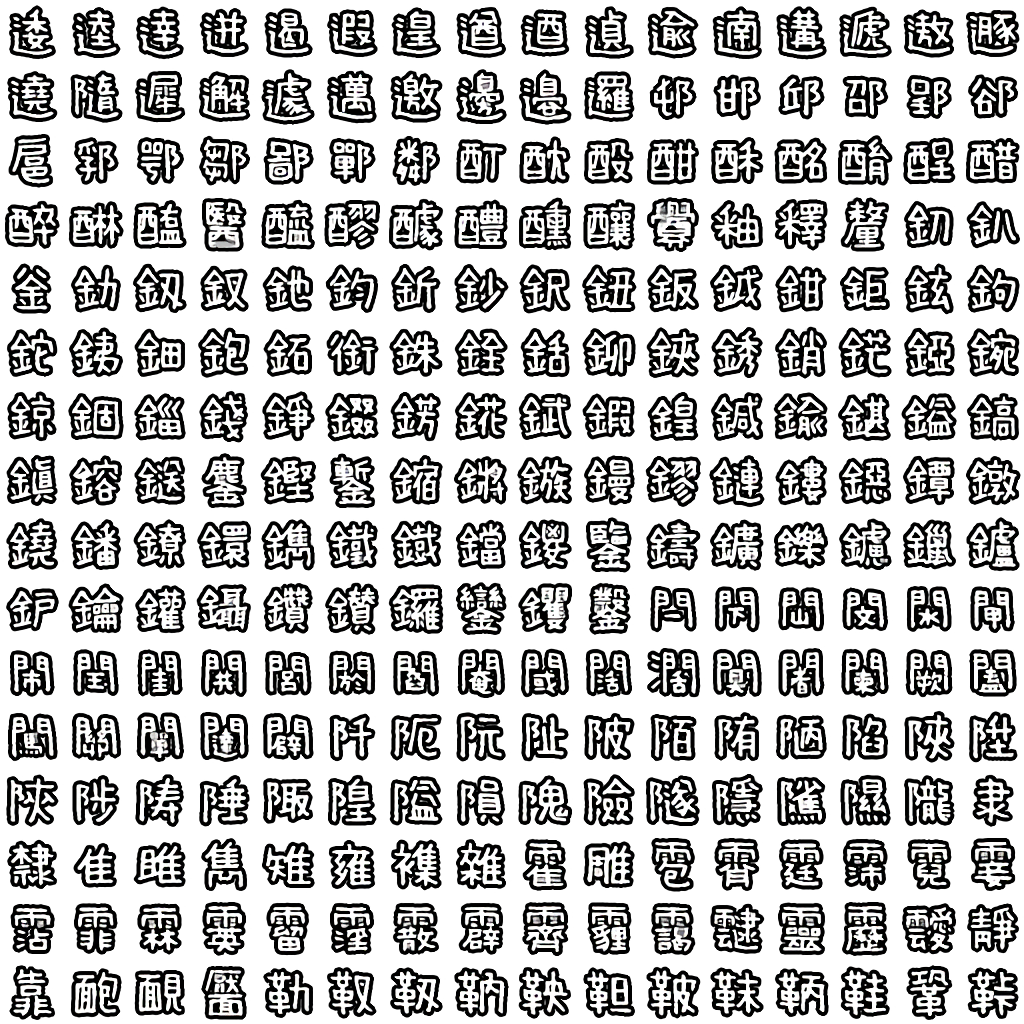 逶逵逹迸遏遐遑遒逎遉逾遖遘遞遨遯
遶隨遲邂遽邁邀邊邉邏邨邯邱邵郢郤
扈郛鄂鄒鄙鄲鄰酊酖酘酣酥酩酳酲醋
醉醂醢醫醯醪醵醴醺釀釁釉釋釐釖釟
釡釛釼釵釶鈞釿鈔鈬鈕鈑鉞鉗鉅鉉鉤
鉈銕鈿鉋鉐銜銖銓銛鉚鋏銹銷鋩錏鋺
鍄錮錙錢錚錣錺錵錻鍜鍠鍼鍮鍖鎰鎬
鎭鎔鎹鏖鏗鏨鏥鏘鏃鏝鏐鏈鏤鐚鐔鐓
鐃鐇鐐鐶鐫鐵鐡鐺鑁鑒鑄鑛鑠鑢鑞鑪
鈩鑰鑵鑷鑽鑚鑼鑾钁鑿閂閇閊閔閖閘
閙閠閨閧閭閼閻閹閾闊濶闃闍闌闕闔
闖關闡闥闢阡阨阮阯陂陌陏陋陷陜陞
陝陟陦陲陬隍隘隕隗險隧隱隲隰隴隶
隸隹雎雋雉雍襍雜霍雕雹霄霆霈霓霎
霑霏霖霙霤霪霰霹霽霾靄靆靈靂靉靜
靠靤靦靨勒靫靱靹鞅靼鞁靺鞆鞋鞏鞐